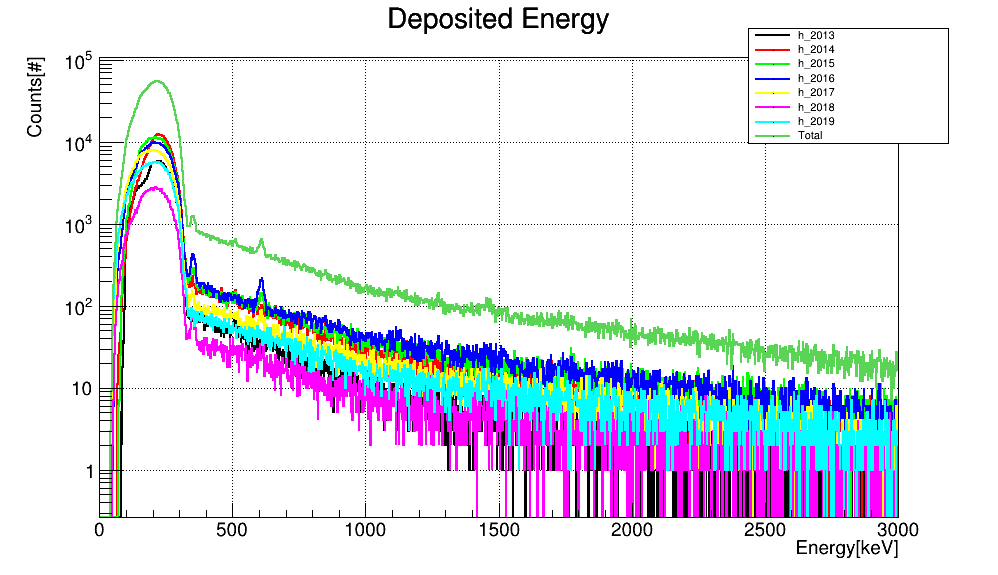 Deposited Energy
Counts[#]
h_2013
h_2014
h_2015
h_2016
h_2017
h_2018
h_2019
Total
10^5
10^4
10^3
10^2
10
1
0 500 1000 1500 2000 2500 3000
Energy[keV]